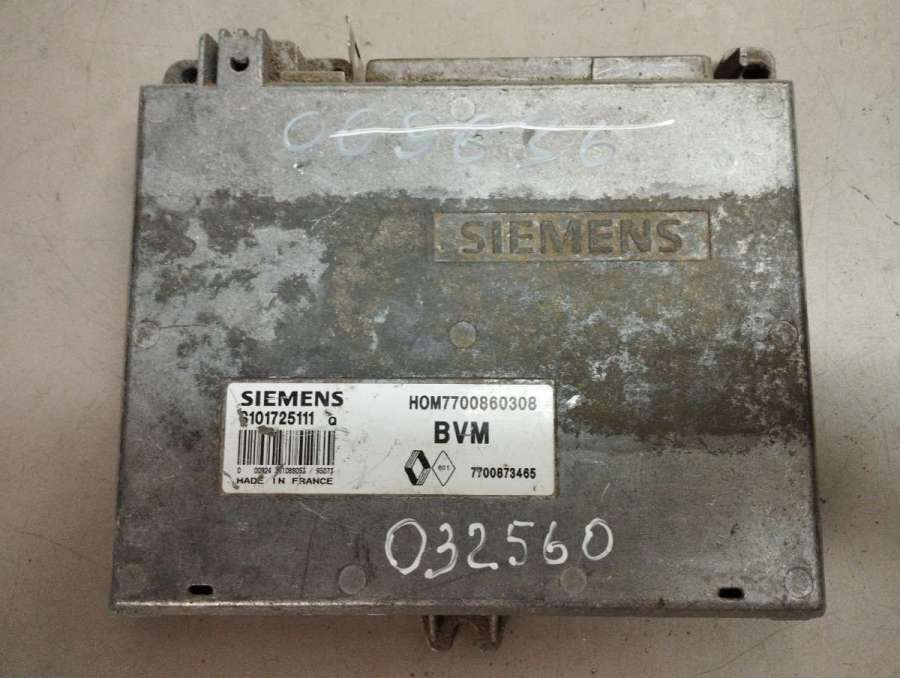 SIEMENS
SIEMENS
HOM7700860308
S101725111 Q
BVM
7700873465
MADE IN FRANCE
032560